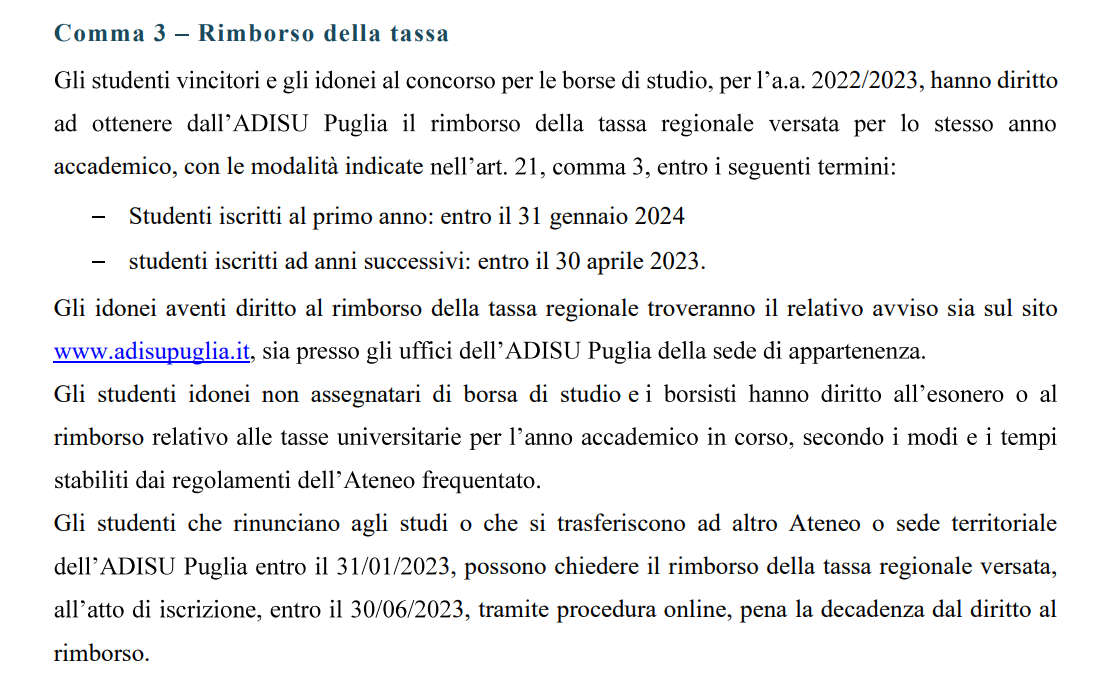 Comma 3 – Rimborso della tassa
Gli studenti vincitori e gli idonei al concorso per le borse di studio, per l’a.a. 2022/2023, hanno diritto
ad ottenere dall’ADISU Puglia il rimborso della tassa regionale versata per lo stesso anno
accademico, con le modalità indicate nell’art. 21, comma 3, entro i seguenti termini:
– Studenti iscritti al primo anno: entro il 31 gennaio 2024
– studenti iscritti ad anni successivi: entro il 30 aprile 2023.
Gli idonei aventi diritto al rimborso della tassa regionale troveranno il relativo avviso sia sul sito
www.adisupuglia.it, sia presso gli uffici dell’ADISU Puglia della sede di appartenenza.
Gli studenti idonei non assegnatari di borsa di studio e i borsisti hanno diritto all’esonero o al
rimborso relativo alle tasse universitarie per l’anno accademico in corso, secondo i modi e i tempi
stabiliti dai regolamenti dell’Ateneo frequentato.
Gli studenti che rinunciano agli studi o che si trasferiscono ad altro Ateneo o sede territoriale
dell’ADISU Puglia entro il 31/01/2023, possono chiedere il rimborso della tassa regionale versata,
all’atto di iscrizione, entro il 30/06/2023, tramite procedura online, pena la decadenza dal diritto al
rimborso.